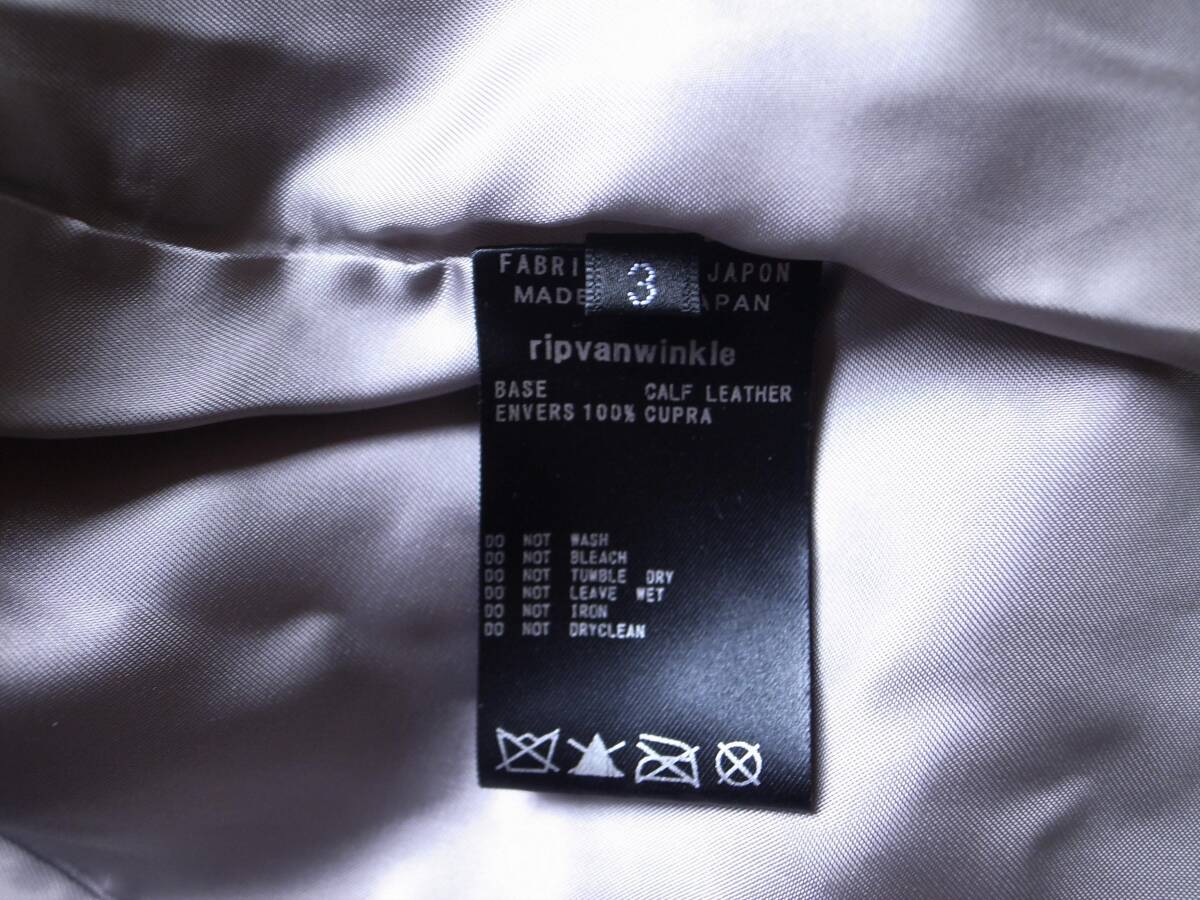 FABRI 3 JAPON
MADE APAN
ripvanwinkle
BASE CALF LEATHER
ENVERS 100% CUPRA
DO NOT WASH
DO NOT BLEACH
DO NOT TUMBLE DRY
DO NOT LEAVE WET
DO NOT IRON
DO NOT DRYCLEAN